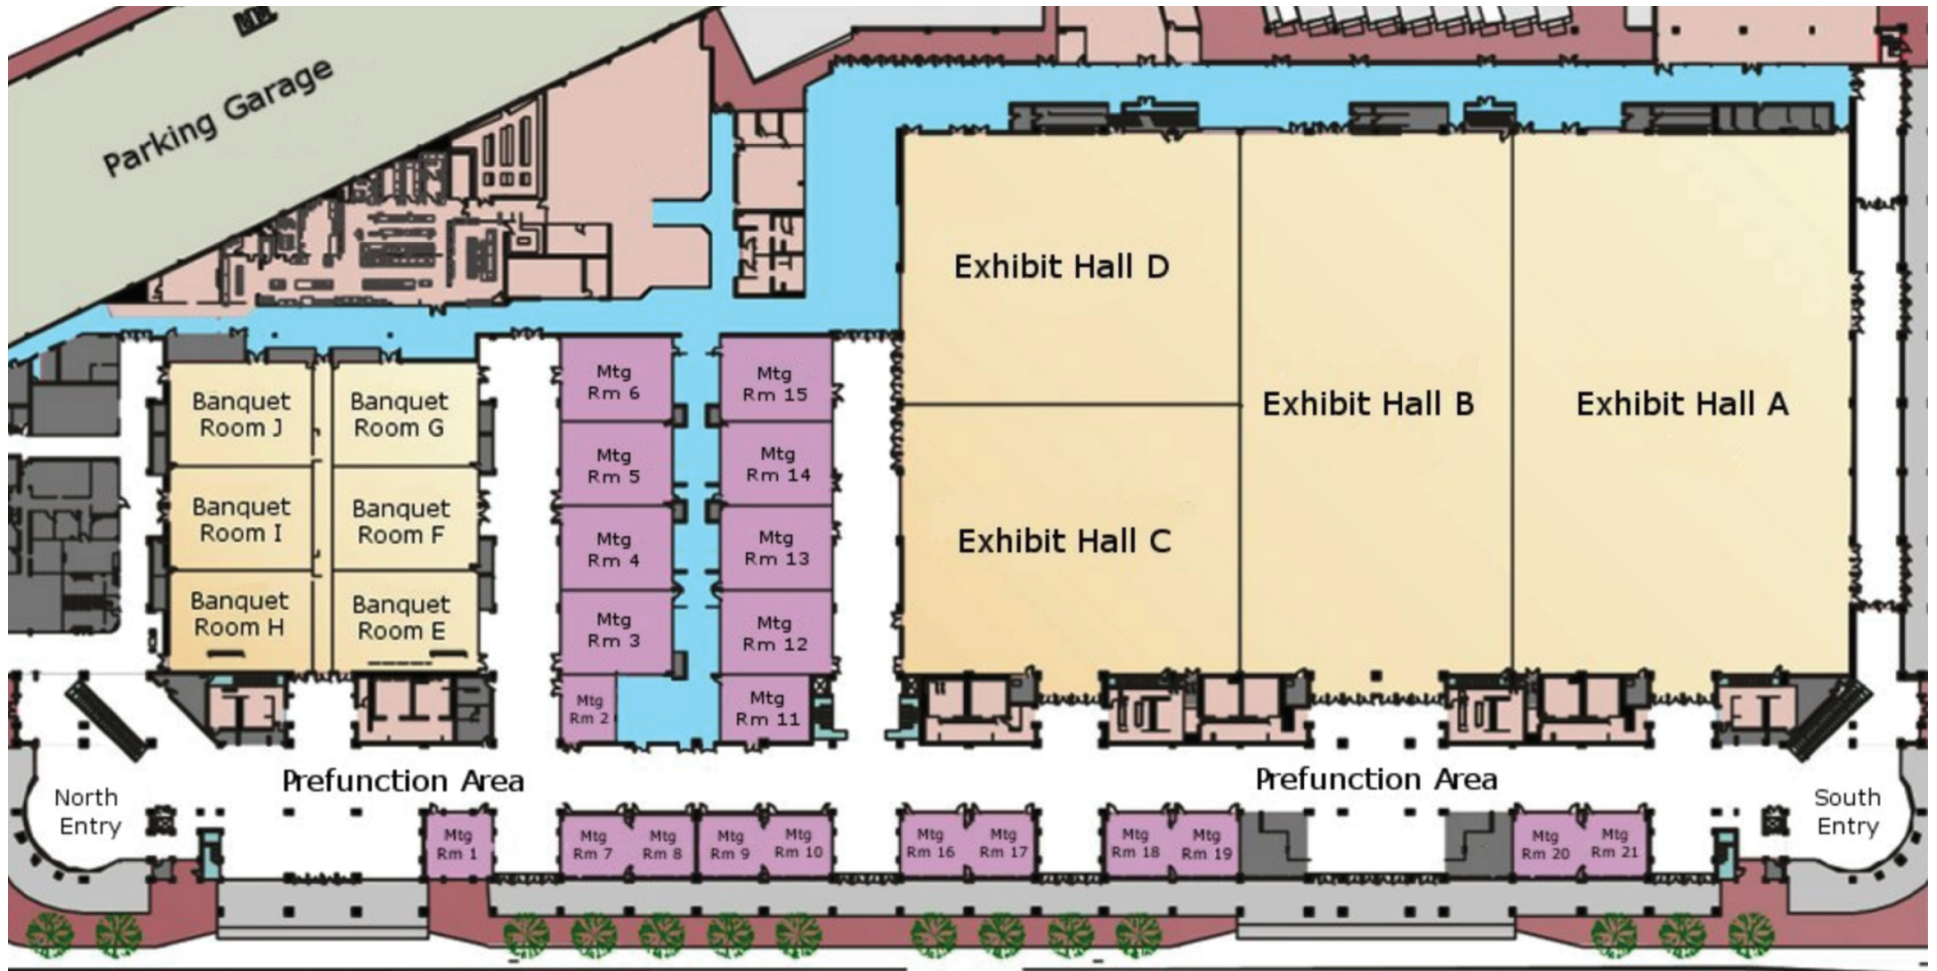 Parking Garage
Exhibit Hall D
Exhibit Hall B
Exhibit Hall A
Exhibit Hall C
Banquet
Room J
Banquet
Room G
Banquet
Room I
Banquet
Room F
Banquet
Room H
Banquet
Room E
Mtg
Rm 6
Mtg
Rm 15
Mtg
Rm 5
Mtg
Rm 14
Mtg
Rm 4
Mtg
Rm 13
Mtg
Rm 3
Mtg
Rm 12
Mtg
Rm 2
Mtg
Rm 11
Prefunction Area
Prefunction Area
North
Entry
South
Entry
Mtg
Rm 1
Mtg
Rm 7
Mtg
Rm 8
Mtg
Rm 9
Mtg
Rm 10
Mtg
Rm 16
Mtg
Rm 17
Mtg
Rm 18
Mtg
Rm 19
Mtg
Rm 20
Mtg
Rm 21